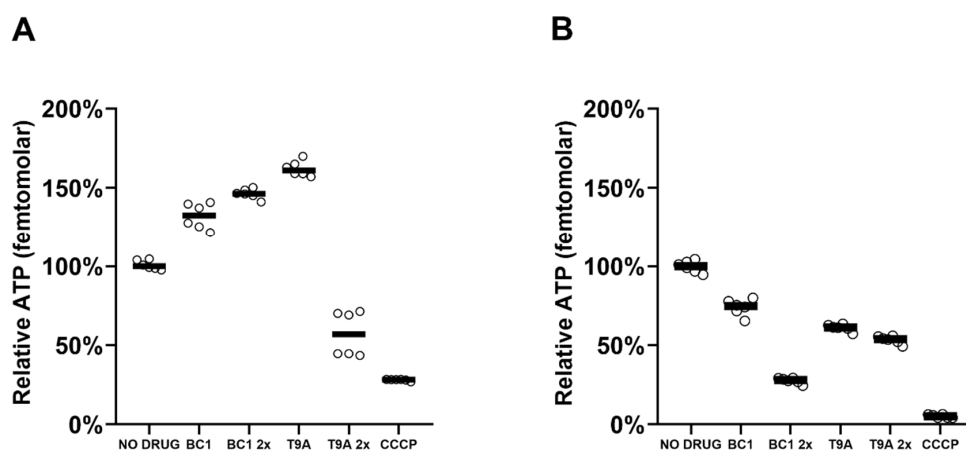 A
Relative ATP (femtomolar)
200%
150%
100%
50%
0%
NO DRUG BC1 BC1 2x T9A T9A 2x CCCP
B
Relative ATP (femtomolar)
200%
150%
100%
50%
0%
NO DRUG BC1 BC1 2x T9A T9A 2x CCCP